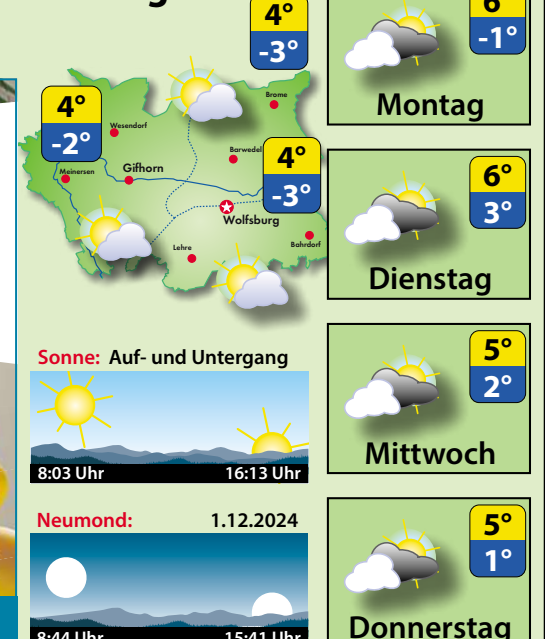 4°
-3°
4°
-2°
Brome
Wesendorf
Barwedel
4°
-3°
Meinersen
Gifhorn
Wolfsburg
Lehre
Bahrdorf
Sonne: Auf- und Untergang
8:03 Uhr 16:13 Uhr
Neumond: 1.12.2024
8:44 Uhr 15:41 Uhr
6°
-1°
Montag
6°
3°
Dienstag
5°
2°
Mittwoch
5°
1°
Donnerstag